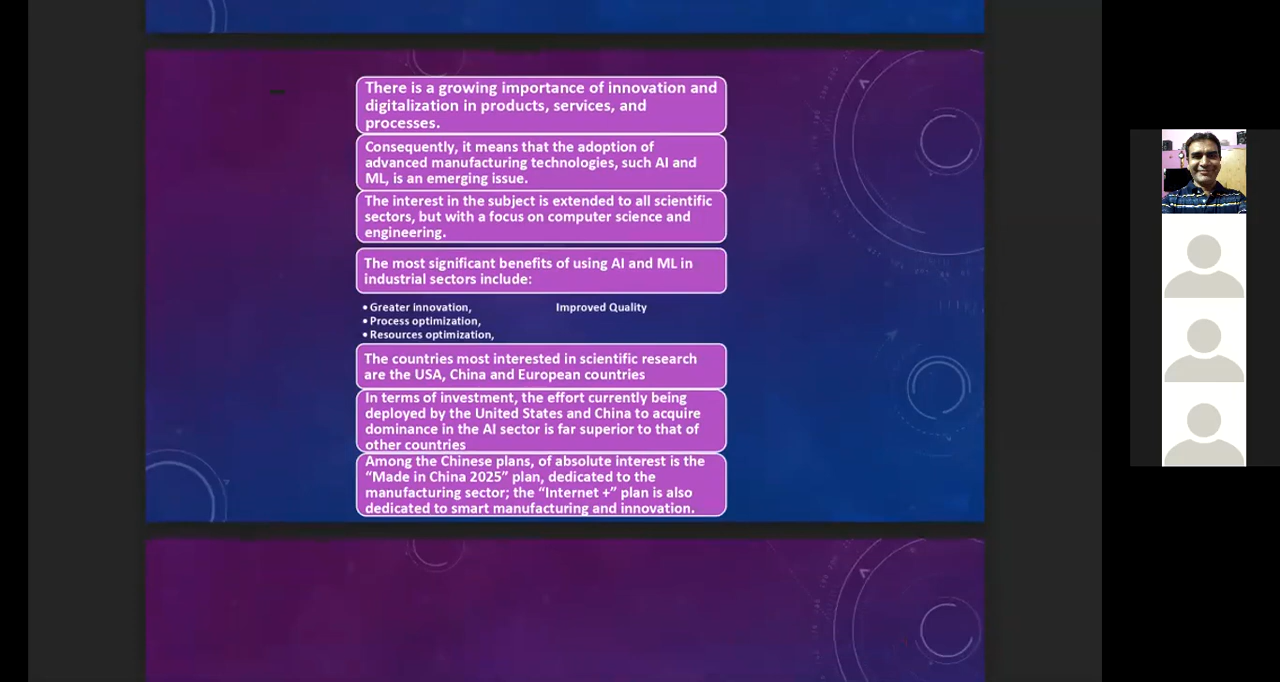 There is a growing importance of innovation and
digitalization in products, services, and
processes.
Consequently, it means that the adoption of
advanced manufacturing technologies, such AI and
ML, is an emerging issue.
The interest in the subject is extended to all scientific
sectors, but with a focus on computer science and
engineering.
The most significant benefits of using AI and ML in
industrial sectors include:
• Greater innovation, Improved Quality
• Process optimization,
• Resources optimization,
The countries most interested in scientific research
are the USA, China and European countries
In terms of investment, the effort currently being
deployed by the United States and China to acquire
dominance in the AI sector is far superior to that of
other countries
Among the Chinese plans, of absolute interest is the
“Made in China 2025” plan, dedicated to the
manufacturing sector; the “Internet +” plan is also
dedicated to smart manufacturing and innovation.